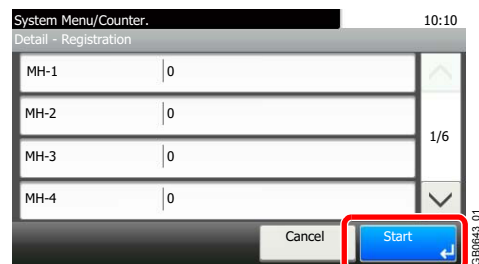 System Menu/Counter. 10:10
Detail - Registration
MH-1 0
MH-2 0
1/6
MH-3 0
MH-4 0
Cancel Start
GB0643_01